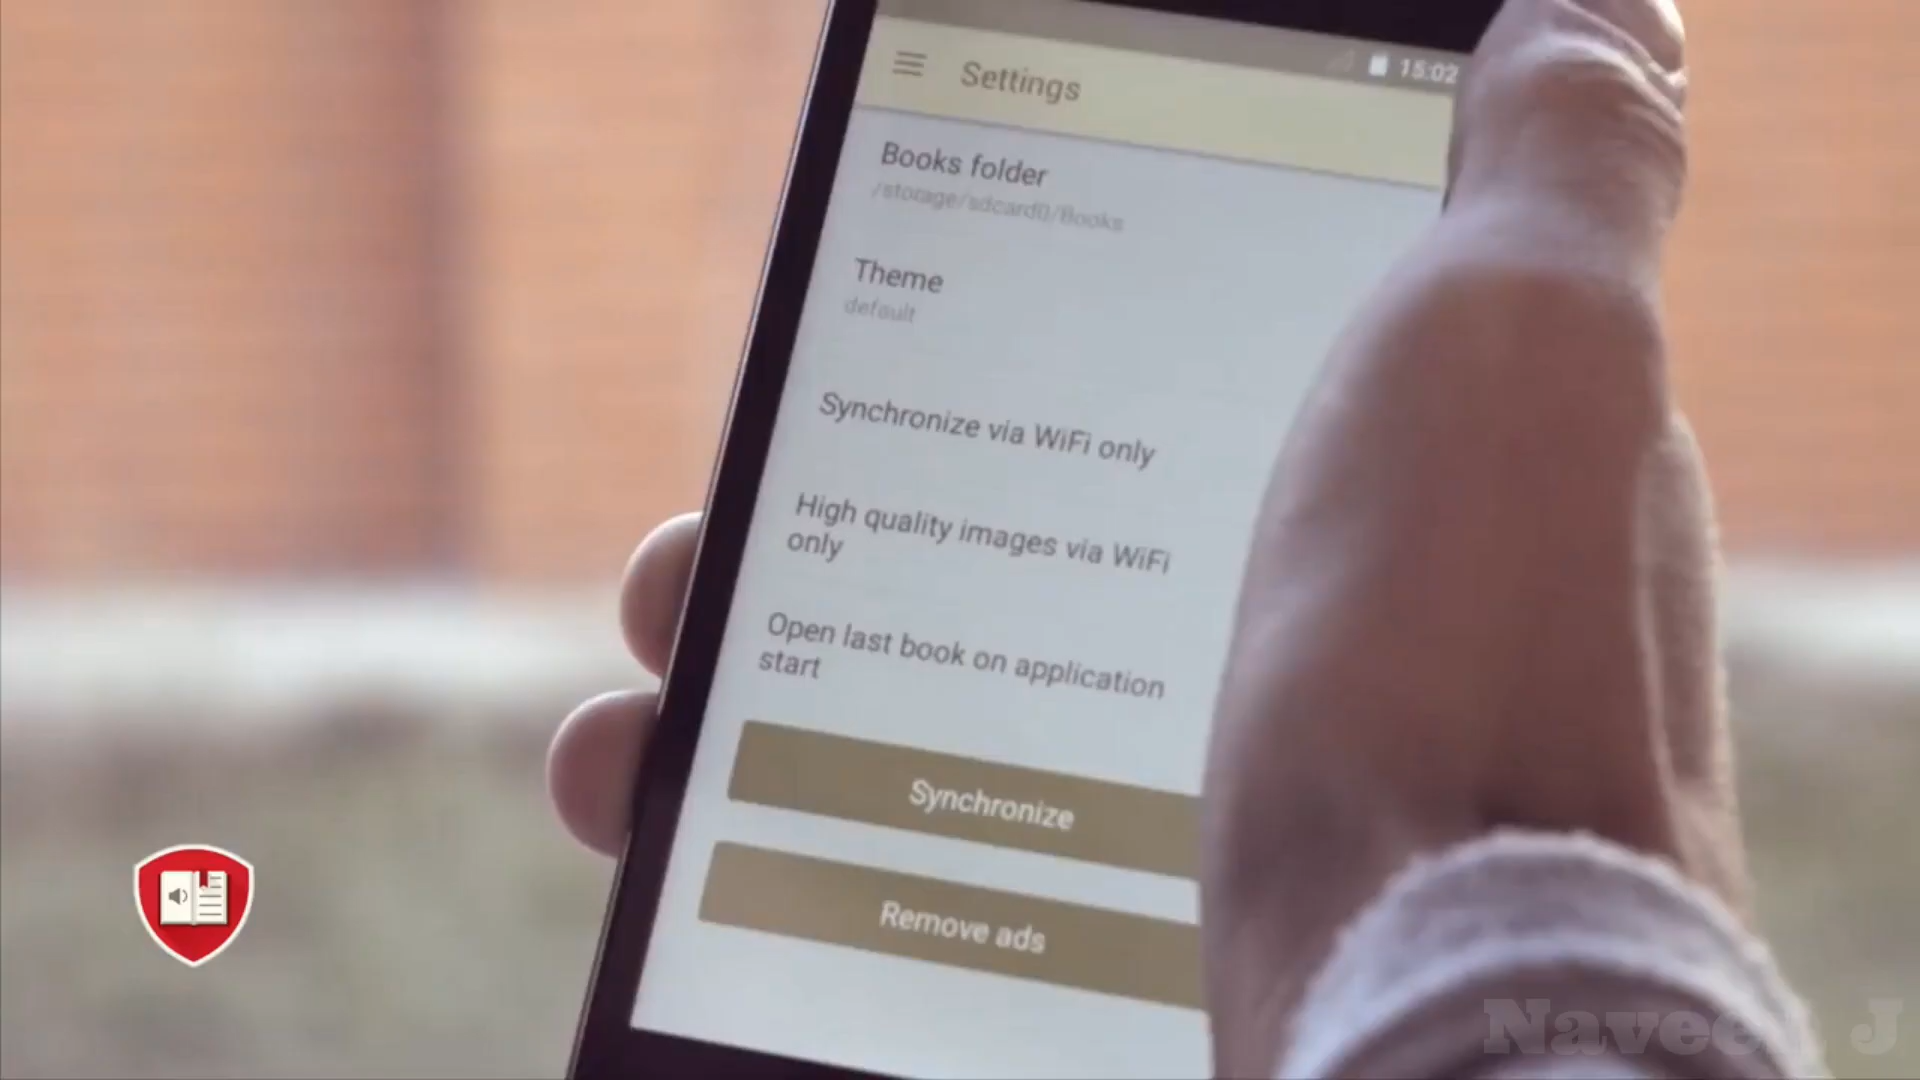 15:02
Settings
Books folder
/storage/sdcard0/Books
Theme
default
Synchronize via WiFi only
High quality images via WiFi
only
Open last book on application
start
Synchronize
Remove ads
Naveen J